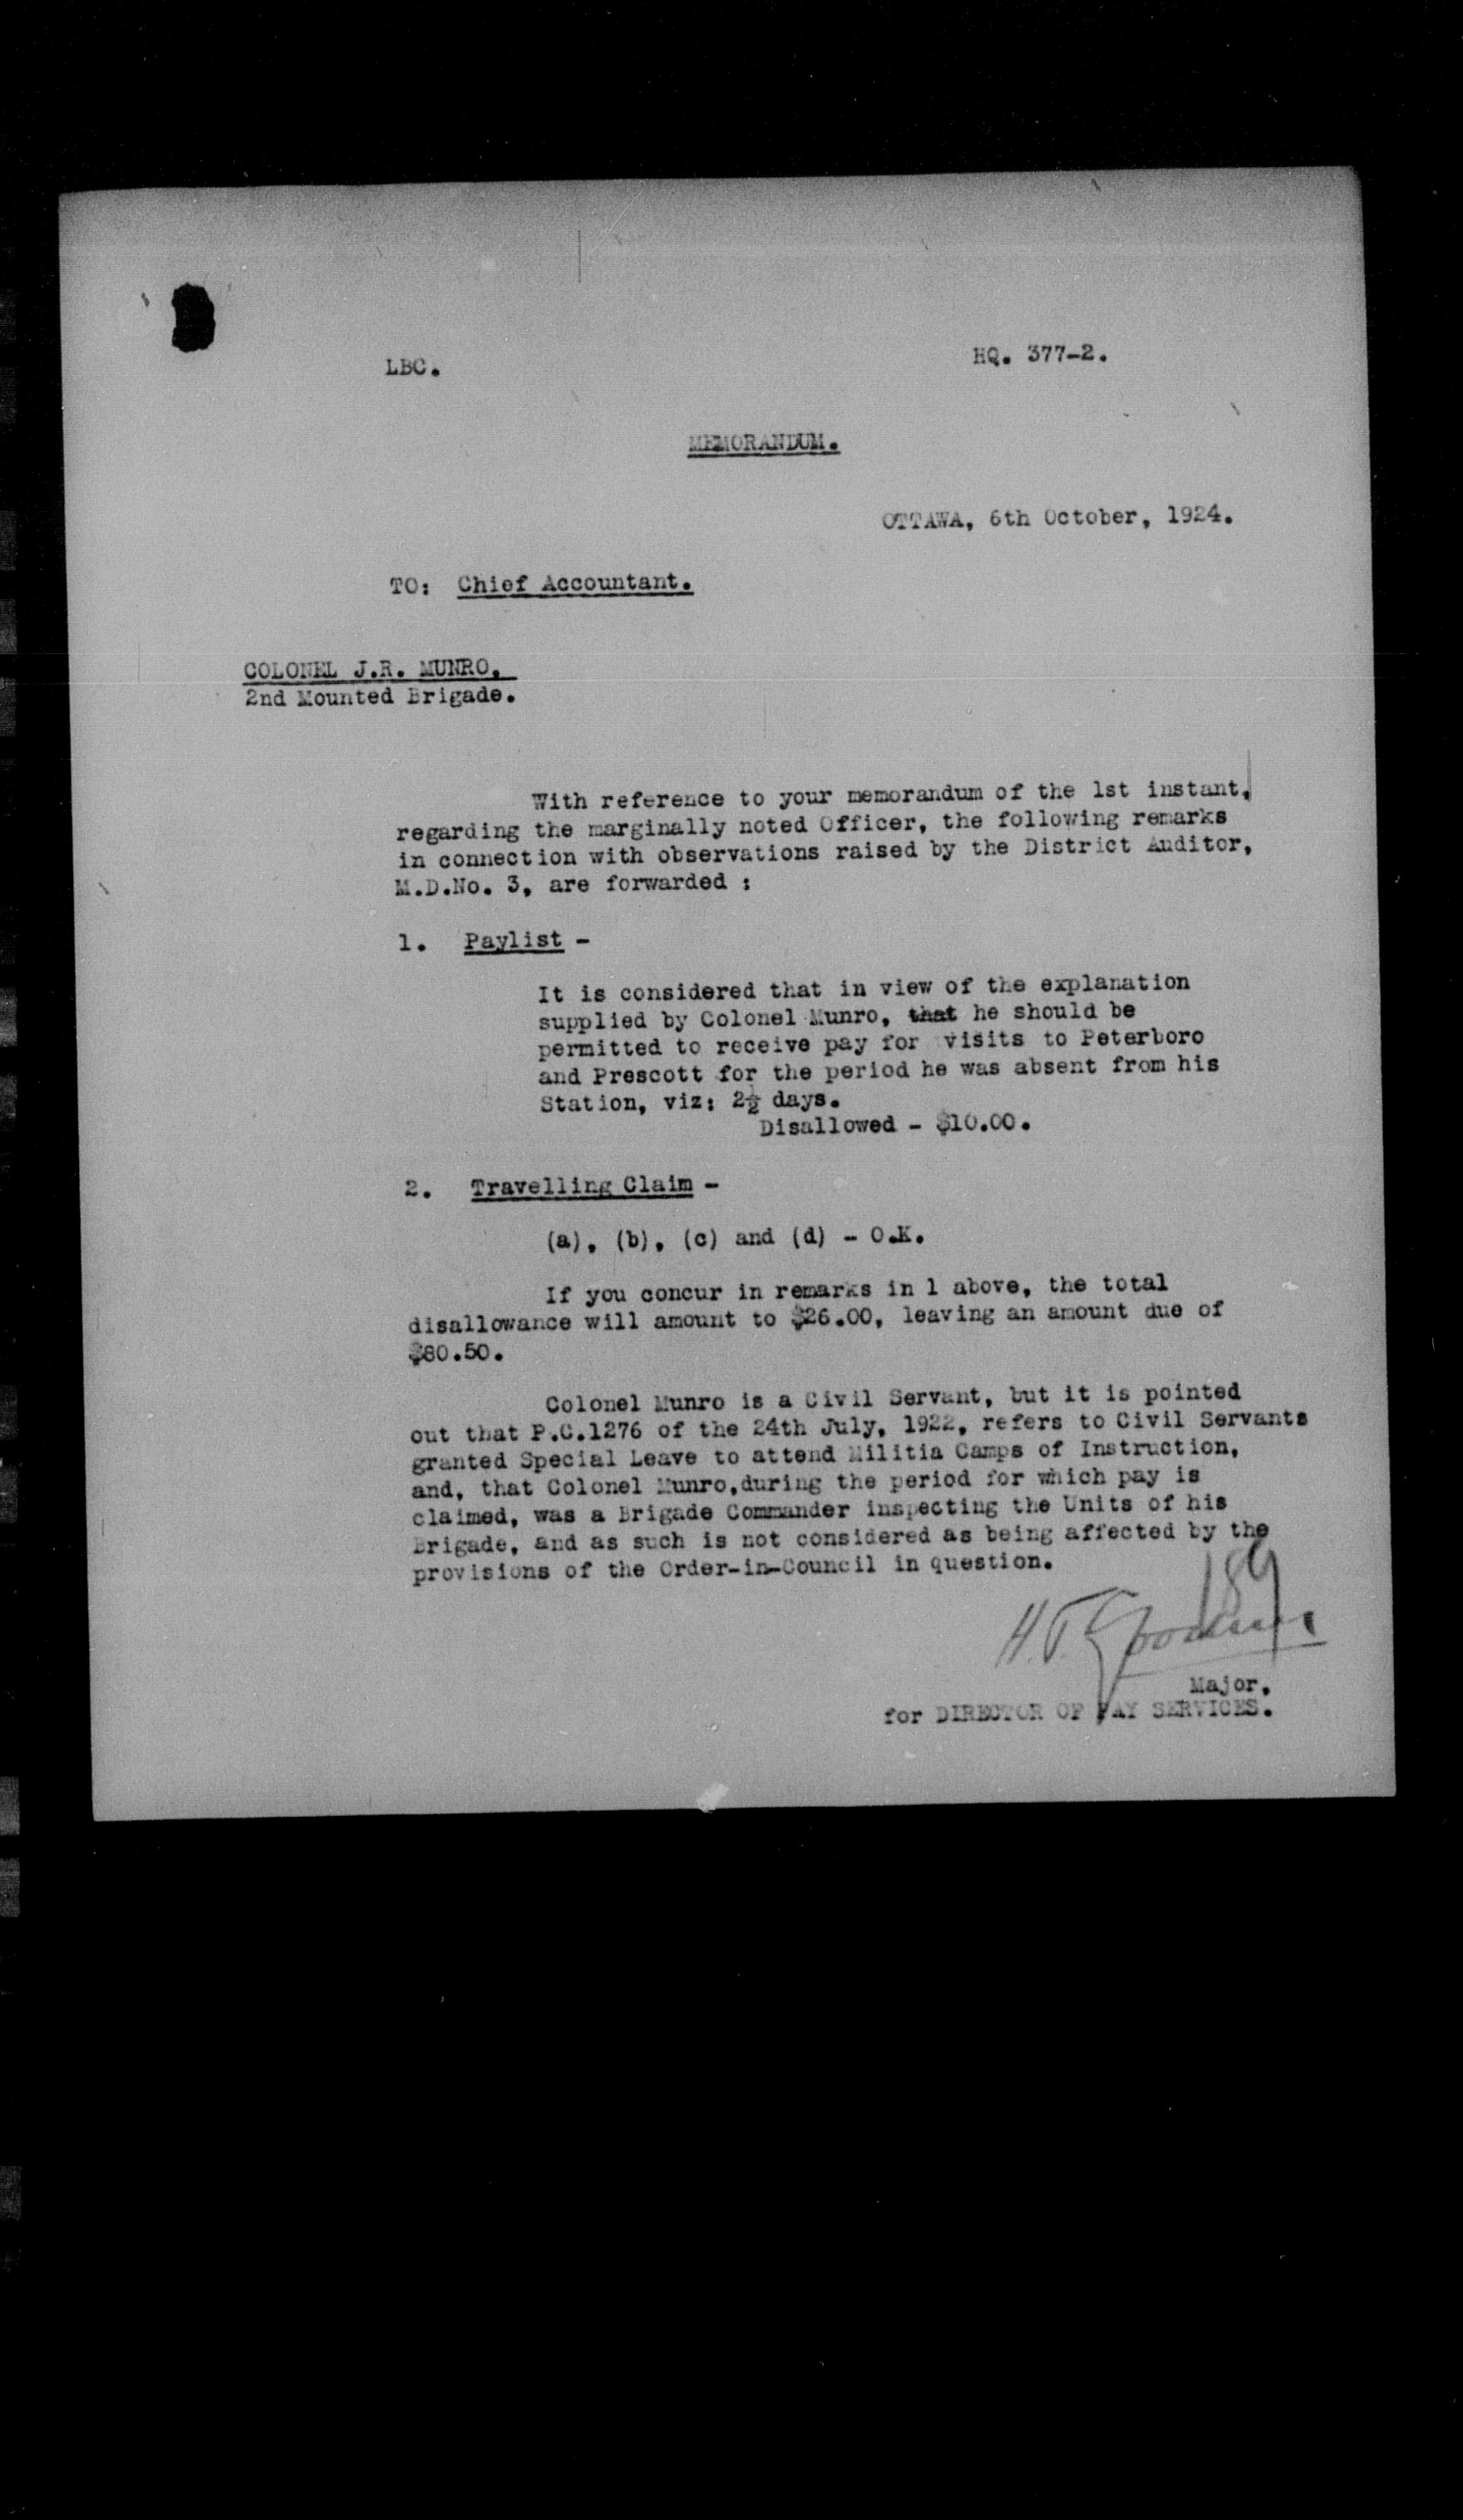 LBC.
HQ. 377-2.
MEMORANDUM.
OTTAWA, 6th October, 1924.
TO: Chief Accountant.
COLONEL J.R. MUNRO.
2nd Mounted Brigade.
With reference to your memorandum of the 1st instant,
regarding the marginally noted Officer, the following remarks
in connection with observations raised by the District Auditor,
M.D.No. 3, are forwarded :
1. Paylist -
It is considered that in view of the explanation
supplied by Colonel Munro, that he should be
permitted to receive pay for visits to Peterboro
and Prescott for the period he was absent from his
Station, viz: 2½ days.
Disallowed - $10.00.
2. Travelling Claim -
(a), (b), (c) and (d) - O.K.
If you concur in remarks in 1 above, the total
disallowance will amount to $26.00, leaving an amount due of
$80.50.
Colonel Munro is a Civil Servant, but it is pointed
out that P.C.1276 of the 24th July, 1922, refers to Civil Servants
granted Special Leave to attend Militia Camps of Instruction,
and, that Colonel Munro,during the period for which pay is
claimed, was a Brigade Commander inspecting the Units of his
Brigade, and as such is not considered as being affected by the
provisions of the Order-in-Council in question.
189
Major,
for DIRECTOR OF PAY SERVICES.